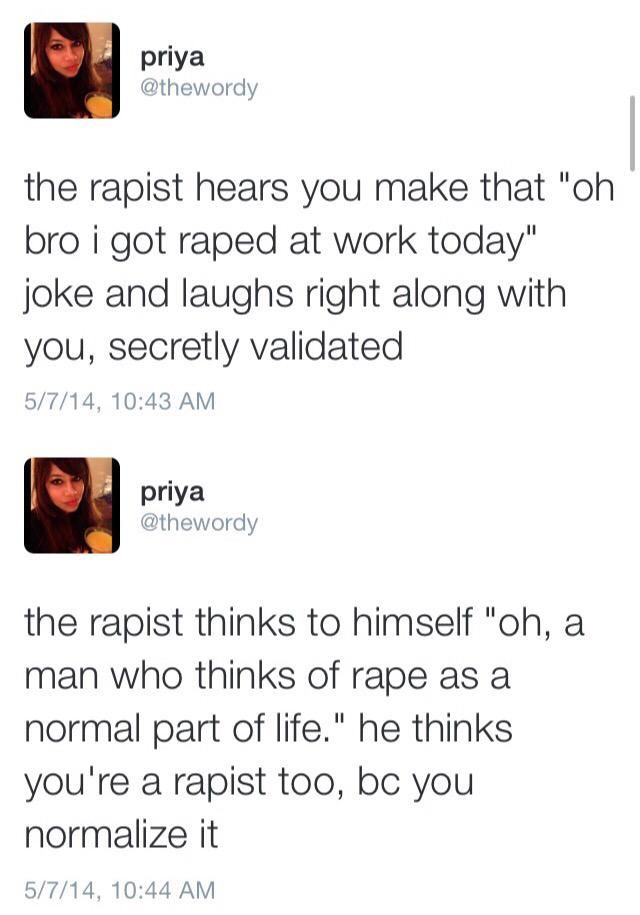 priya
@thewordy
the rapist hears you make that "oh
bro i got raped at work today"
joke and laughs right along with
you, secretly validated
5/7/14, 10:43 AM
priya
@thewordy
the rapist thinks to himself "oh, a
man who thinks of rape as a
normal part of life." he thinks
you're a rapist too, bc you
normalize it
5/7/14, 10:44 AM